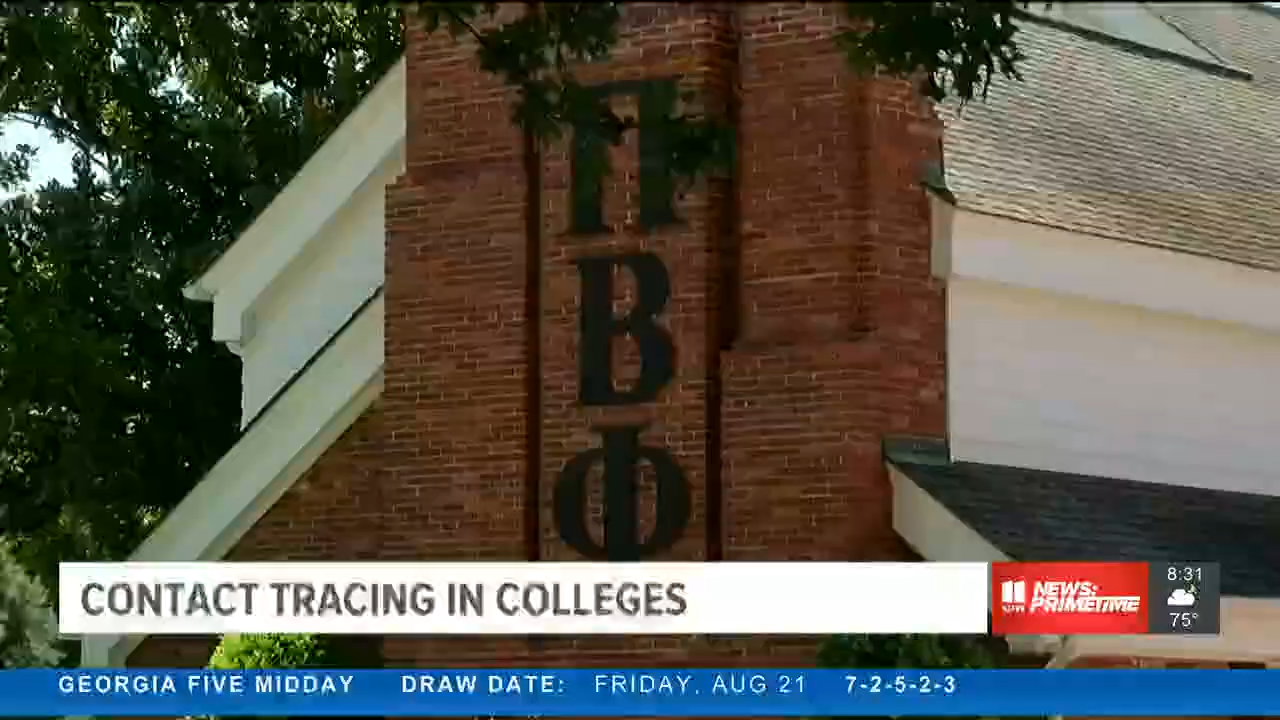 Π
Β
Φ
CONTACT TRACING IN COLLEGES
11
NEWS:
PRIMETIME
8:31
75°
GEORGIA FIVE MIDDAY DRAW DATE: FRIDAY, AUG 21 7-2-5-2-3